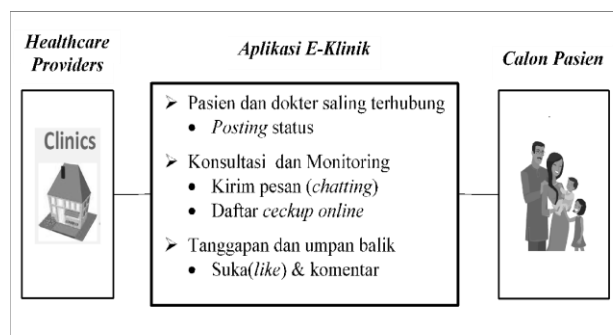 Healthcare
Providers
Clinics
Aplikasi E-Klinik
➢ Pasien dan dokter saling terhubung
• Posting status
➢ Konsultasi dan Monitoring
• Kirim pesan (chatting)
• Daftar ceckup online
➢ Tanggapan dan umpan balik
• Suka(like) & komentar
Calon Pasien